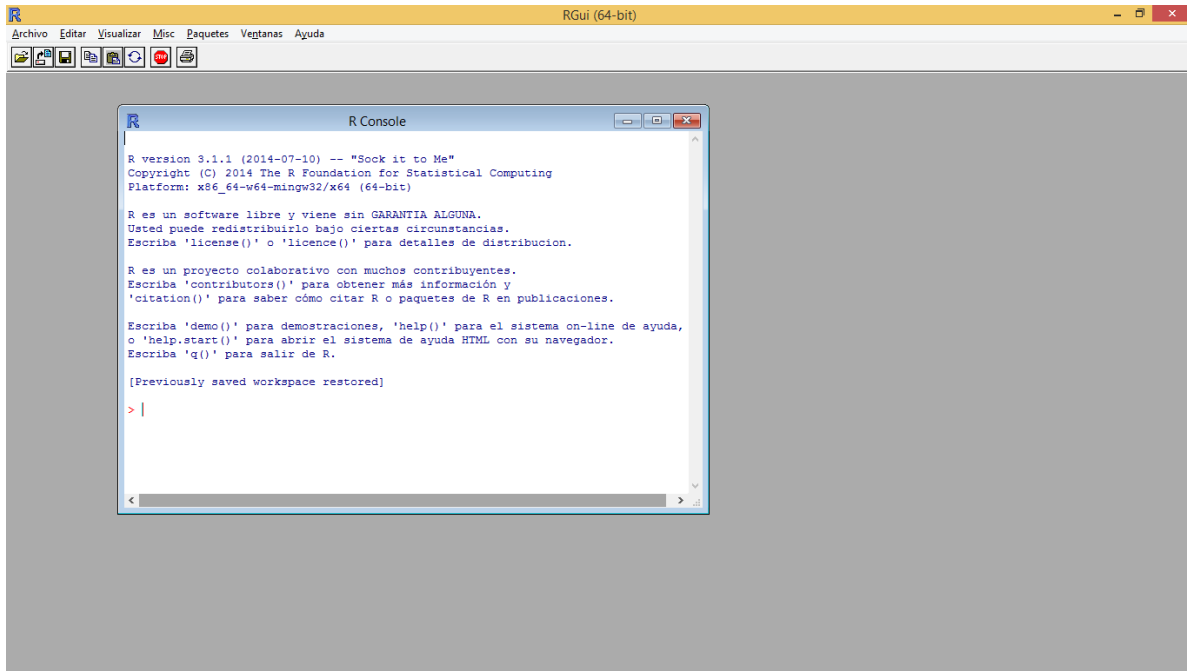 RGui (64-bit)
Archivo Editar Visualizar Misc Paquetes Ventanas Ayuda
STOP
R Console
R version 3.1.1 (2014-07-10) -- "Sock it to Me"
Copyright (C) 2014 The R Foundation for Statistical Computing
Platform: x86_64-w64-mingw32/x64 (64-bit)
R es un software libre y viene sin GARANTIA ALGUNA.
Usted puede redistribuirlo bajo ciertas circunstancias.
Escriba 'license()' o 'licence()' para detalles de distribucion.
R es un proyecto colaborativo con muchos contribuyentes.
Escriba 'contributors()' para obtener más información y
'citation()' para saber cómo citar R o paquetes de R en publicaciones.
Escriba 'demo()' para demostraciones, 'help()' para el sistema on-line de ayuda,
o 'help.start()' para abrir el sistema de ayuda HTML con su navegador.
Escriba 'q()' para salir de R.
[Previously saved workspace restored]
>